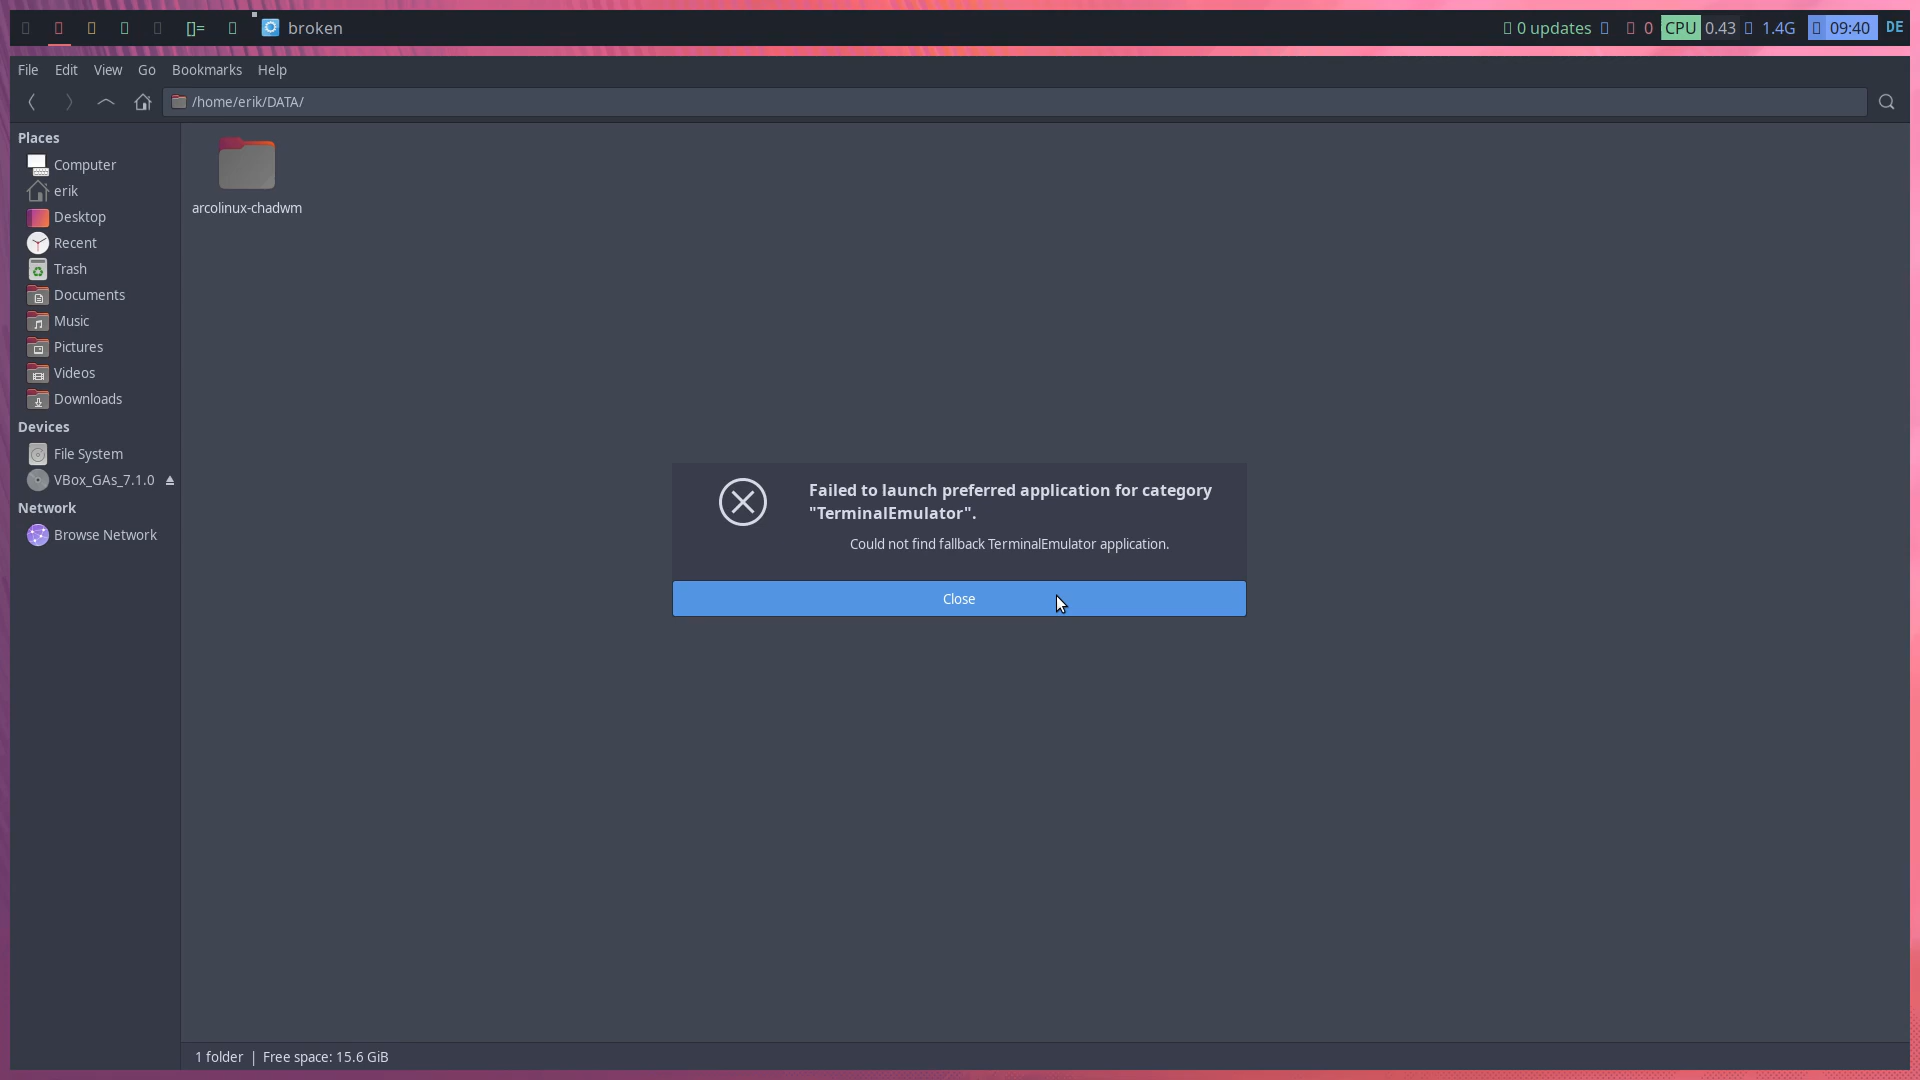 []=
broken
0 updates
0
CPU 0.43
1.4G
09:40
DE
File Edit View Go Bookmarks Help
/home/erik/DATA/
Places
Computer
erik
Desktop
Recent
Trash
Documents
Music
Pictures
Videos
Downloads
Devices
File System
VBox_GAs_7.1.0
Network
Browse Network
arcolinux-chadwm
Failed to launch preferred application for category
"TerminalEmulator".
Could not find fallback TerminalEmulator application.
Close
1 folder | Free space: 15.6 GiB